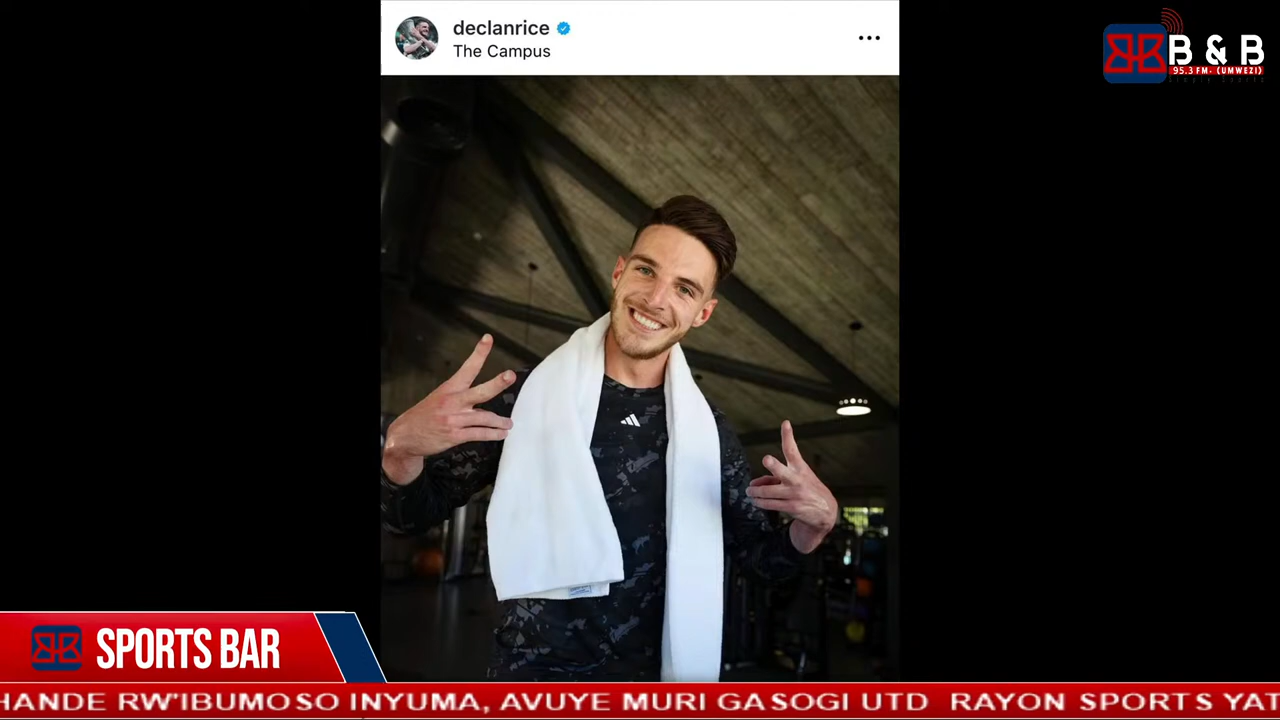 declanrice
The Campus
B & B
95.3 FM- (UMWEZI)
SPORTS BAR
HANDE RW'IBUMOSO INYUMA, AVUYE MURI GASOGI UTD RAYON SPORTS YAT